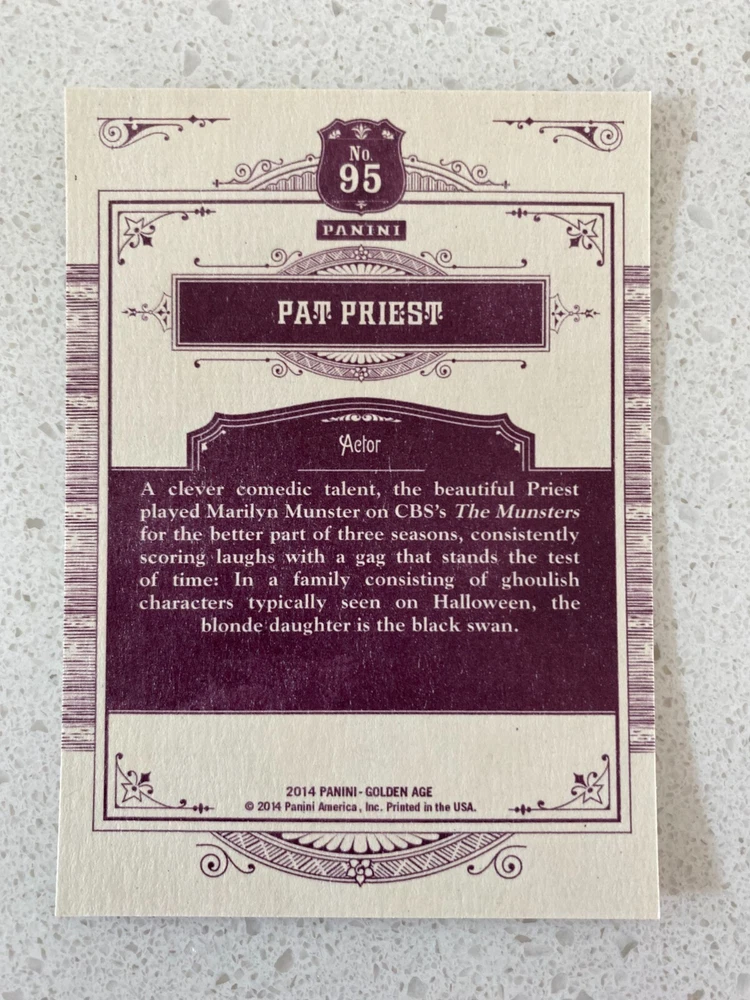 No.
95
PANINI
PAT PRIEST
Actor
A clever comedic talent, the beautiful Priest
played Marilyn Munster on CBS's The Munsters
for the better part of three seasons, consistently
scoring laughs with a gag that stands the test
of time: In a family consisting of ghoulish
characters typically seen on Halloween, the
blonde daughter is the black swan.
2014 PANINI - GOLDEN AGE
© 2014 Panini America, Inc. Printed in the USA.